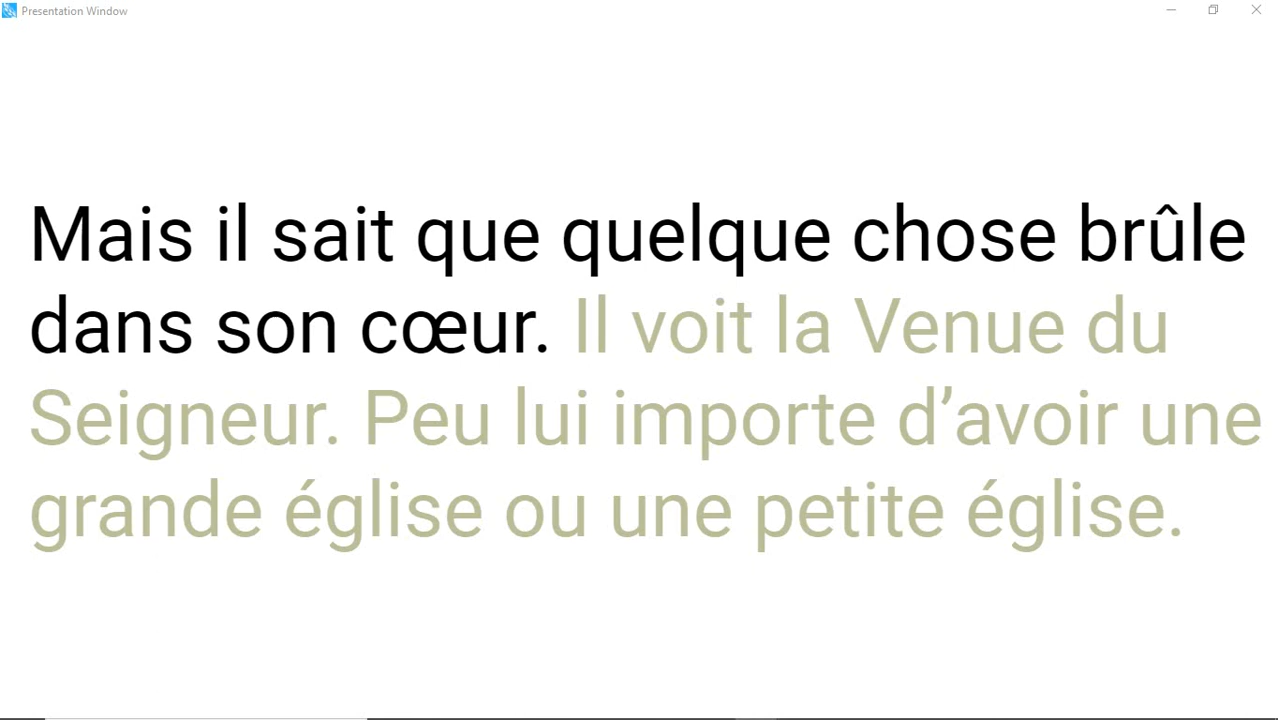 Presentation Window
Mais il sait que quelque chose brûle
dans son cœur. Il voit la Venue du
Seigneur. Peu lui importe d’avoir une
grande église ou une petite église.